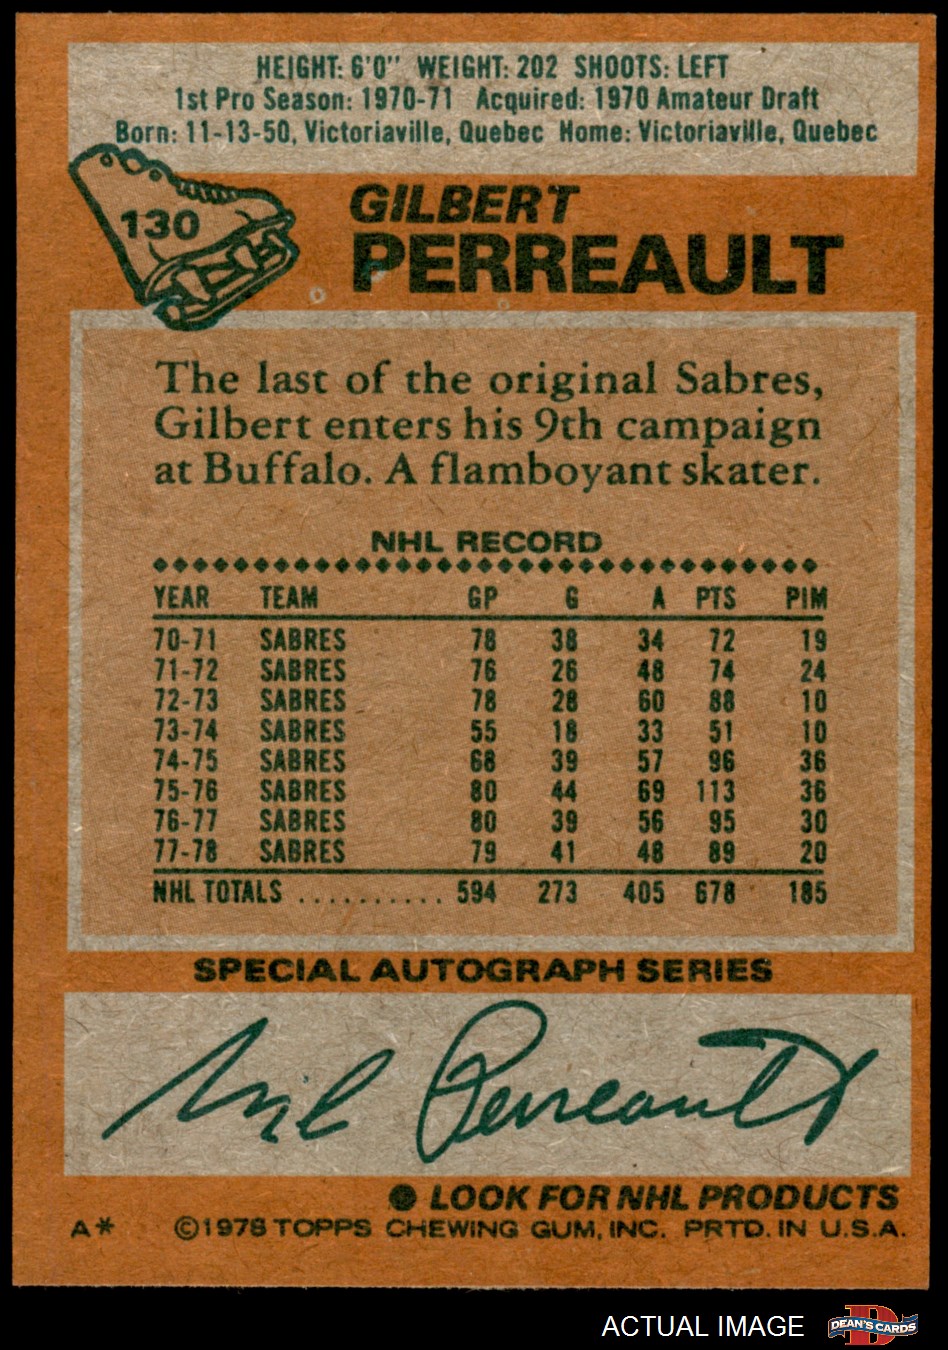 HEIGHT: 6'0" WEIGHT: 202 SHOOTS: LEFT
1st Pro Season: 1970-71 Acquired: 1970 Amateur Draft
Born: 11-13-50, Victoriaville, Quebec Home: Victoriaville, Quebec
130
GILBERT
PERREAULT
The last of the original Sabres,
Gilbert enters his 9th campaign
at Buffalo. A flamboyant skater.
NHL RECORD
YEAR TEAM GP G A PTS PIM
70-71 SABRES 78 38 34 72 19
71-72 SABRES 76 26 48 74 24
72-73 SABRES 78 28 60 88 10
73-74 SABRES 55 18 33 51 10
74-75 SABRES 68 39 57 96 36
75-76 SABRES 80 44 69 113 36
76-77 SABRES 80 39 56 95 30
77-78 SABRES 79 41 48 89 20
NHL TOTALS .......... 594 273 405 678 185
SPECIAL AUTOGRAPH SERIES
Gil Perreault
● LOOK FOR NHL PRODUCTS
A* ©1978 TOPPS CHEWING GUM, INC. PRTD. IN U.S.A.
ACTUAL IMAGE DEAN'S CARDS